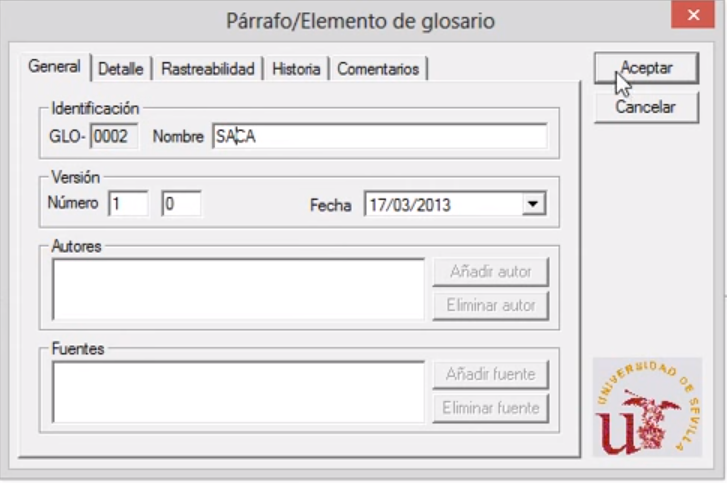 Párrafo/Elemento de glosario
x
General Detalle Rastreabilidad Historia Comentarios
Aceptar
Cancelar
Identificación
GLO- 0002 Nombre SACA
Versión
Número 1 0 Fecha 17/03/2013
Autores
Añadir autor
Eliminar autor
Fuentes
Añadir fuente
Eliminar fuente
UNIVERSIDAD DE SEVILLA